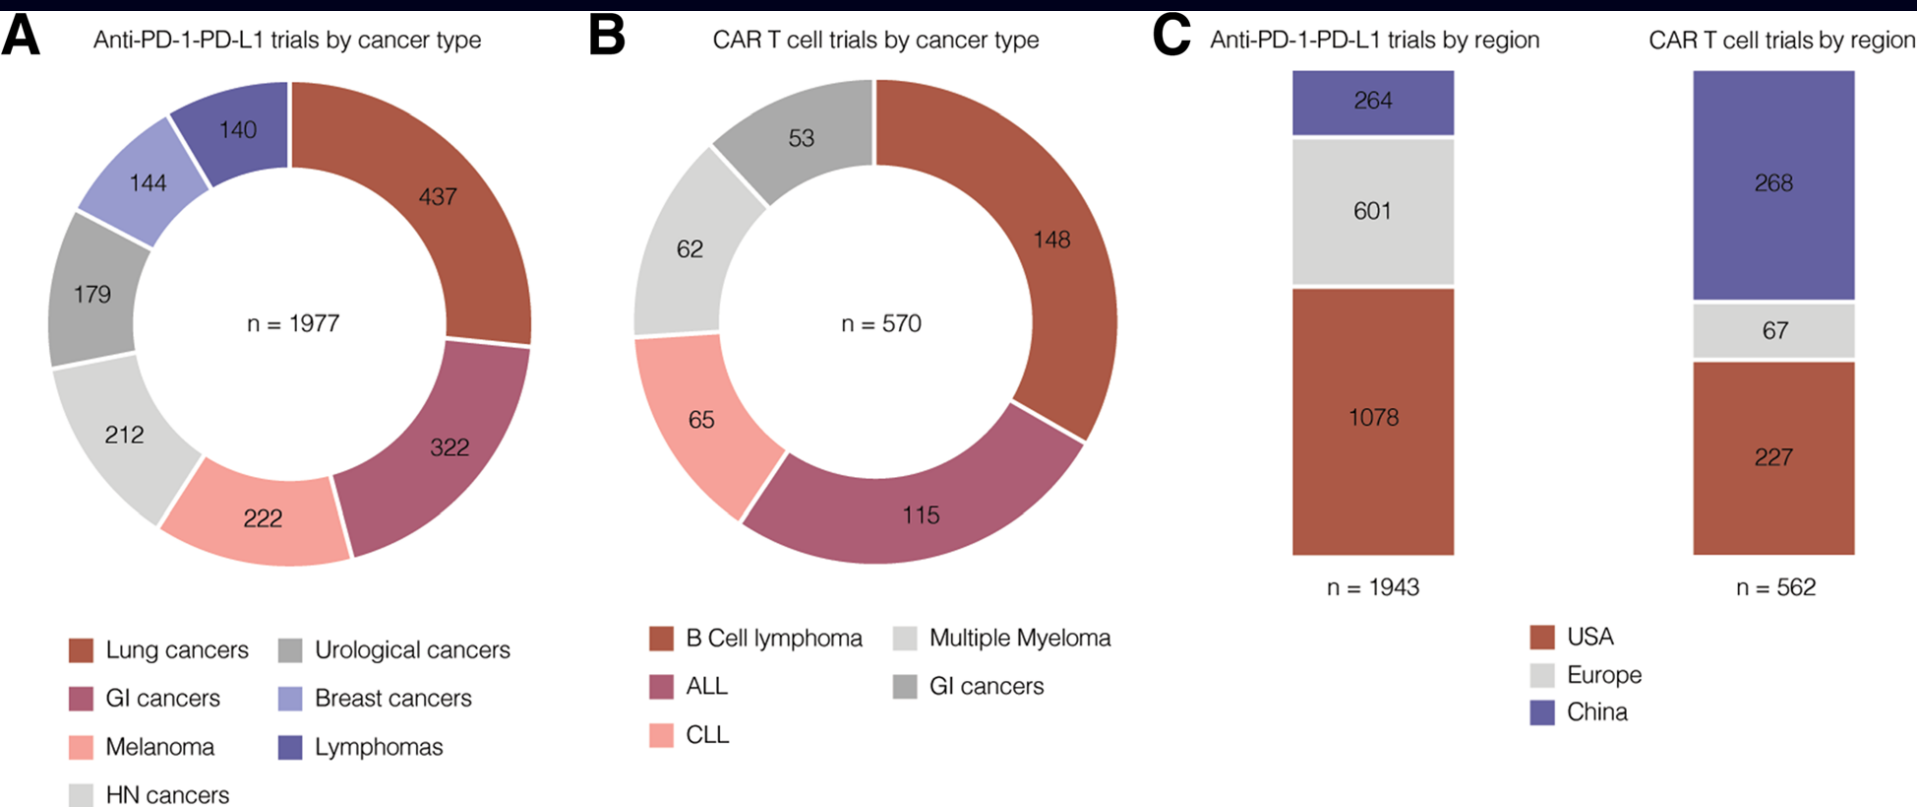 A
Anti-PD-1-PD-L1 trials by cancer type
140
437
144
179
n = 1977
212
322
222
Lung cancers
GI cancers
Melanoma
HN cancers
Urological cancers
Breast cancers
Lymphomas
B
CAR T cell trials by cancer type
53
148
62
n = 570
65
115
B Cell lymphoma
ALL
CLL
Multiple Myeloma
GI cancers
C
Anti-PD-1-PD-L1 trials by region
264
601
1078
n = 1943
CAR T cell trials by region
268
67
227
n = 562
USA
Europe
China